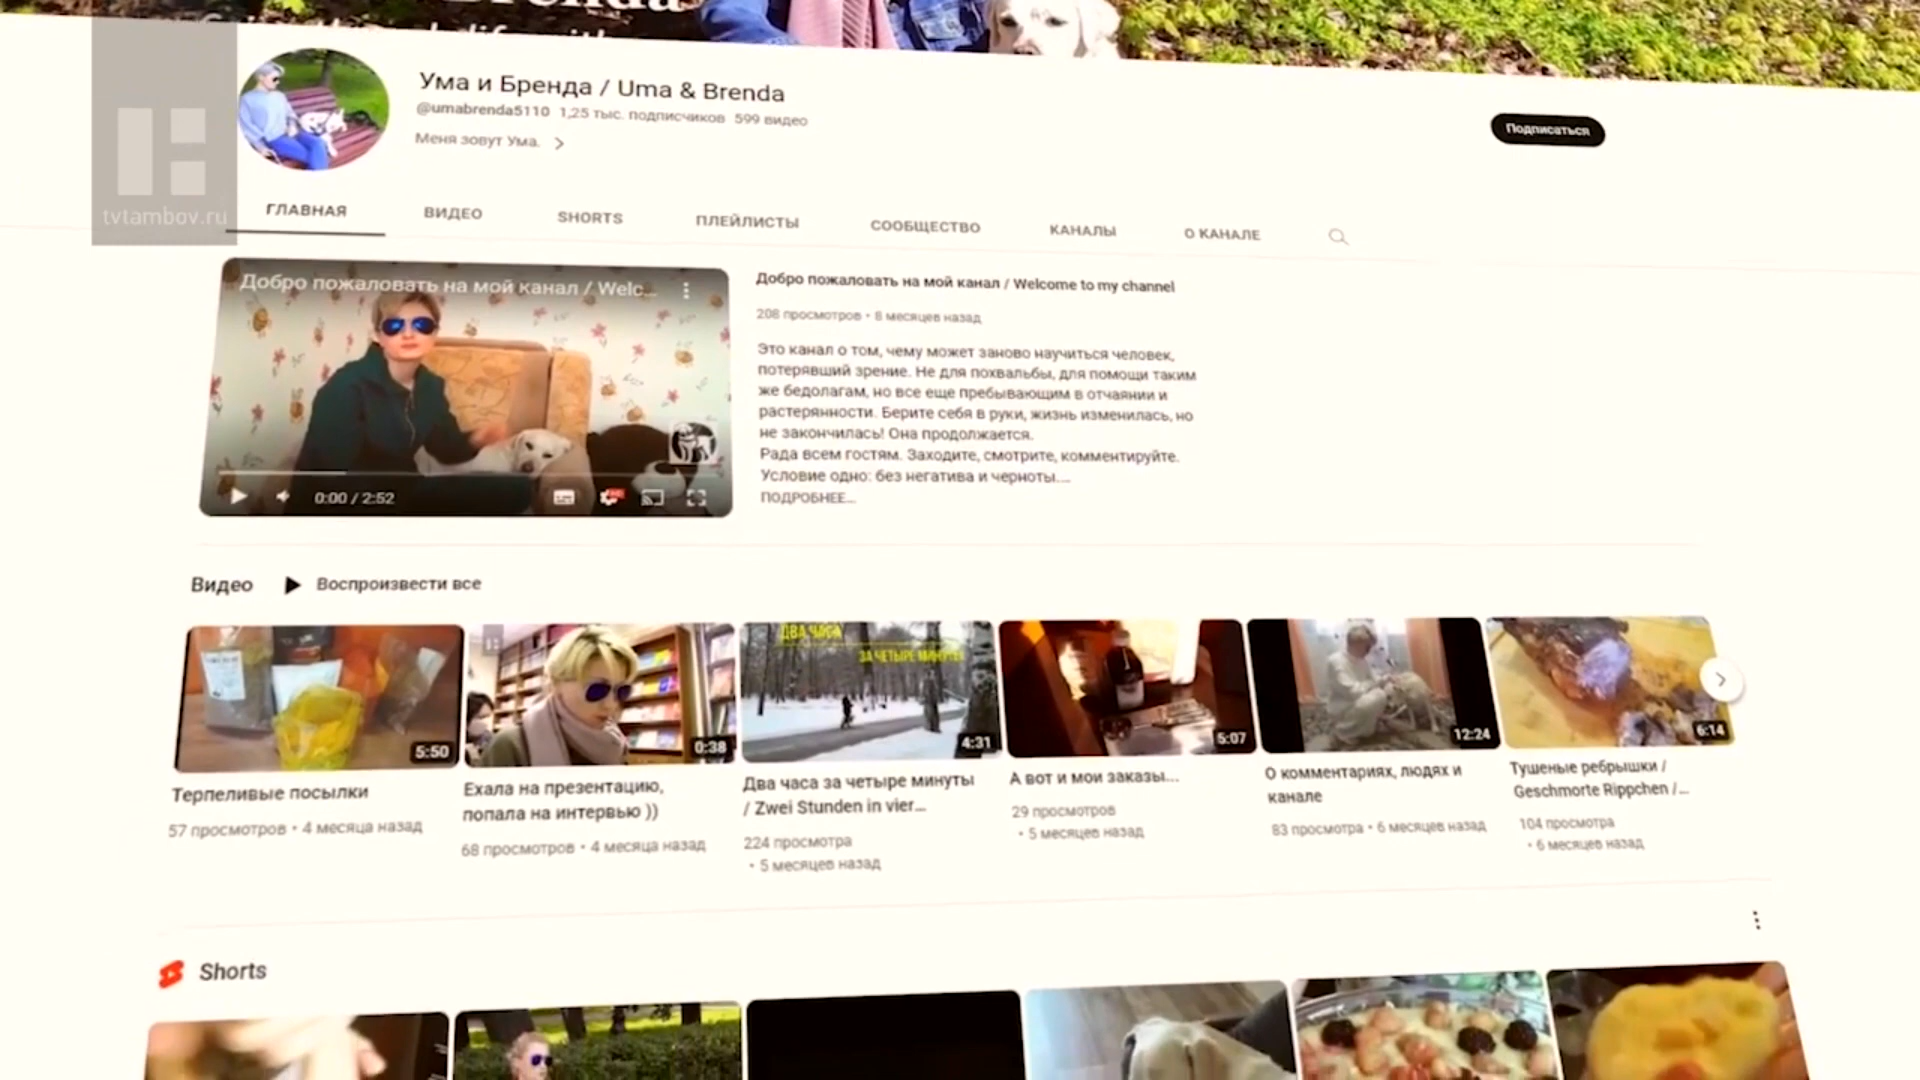 Brenda
Ума и Бренда / Uma & Brenda
@umabrenda5110 1,25 тыс. подписчиков 599 видео
Меня зовут Ума.
Подписаться
tvtambov.ru
ГЛАВНАЯ ВИДЕО SHORTS ПЛЕЙЛИСТЫ СООБЩЕСТВО КАНАЛЫ О КАНАЛЕ
Добро пожаловать на мой канал / Welc...
0:00 / 2:52
Добро пожаловать на мой канал / Welcome to my channel
208 просмотров • 8 месяцев назад
Это канал о том, чему может заново научиться человек,
потерявший зрение. Не для похвальбы, для помощи таким
же бедолагам, но все еще пребывающим в отчаянии и
растерянности. Берите себя в руки, жизнь изменилась, но
не закончилась! Она продолжается.
Рада всем гостям. Заходите, смотрите, комментируйте.
Условие одно: без негатива и черноты....
ПОДРОБНЕЕ...
Видео Воспроизвести все
5:50
Терпеливые посылки
57 просмотров • 4 месяца назад
0:38
Ехала на презентацию,
попала на интервью ))
68 просмотров • 4 месяца назад
ДВА ЧАСА
ЗА ЧЕТЫРЕ МИНУТЫ
4:31
Два часа за четыре минуты
/ Zwei Stunden in vier...
224 просмотра
• 5 месяцев назад
5:07
А вот и мои заказы...
29 просмотров
• 5 месяцев назад
12:24
О комментариях, людях и
канале
83 просмотра • 6 месяцев назад
6:14
Тушеные ребрышки /
Geschmorte Rippchen /...
104 просмотра
• 6 месяцев назад
Shorts